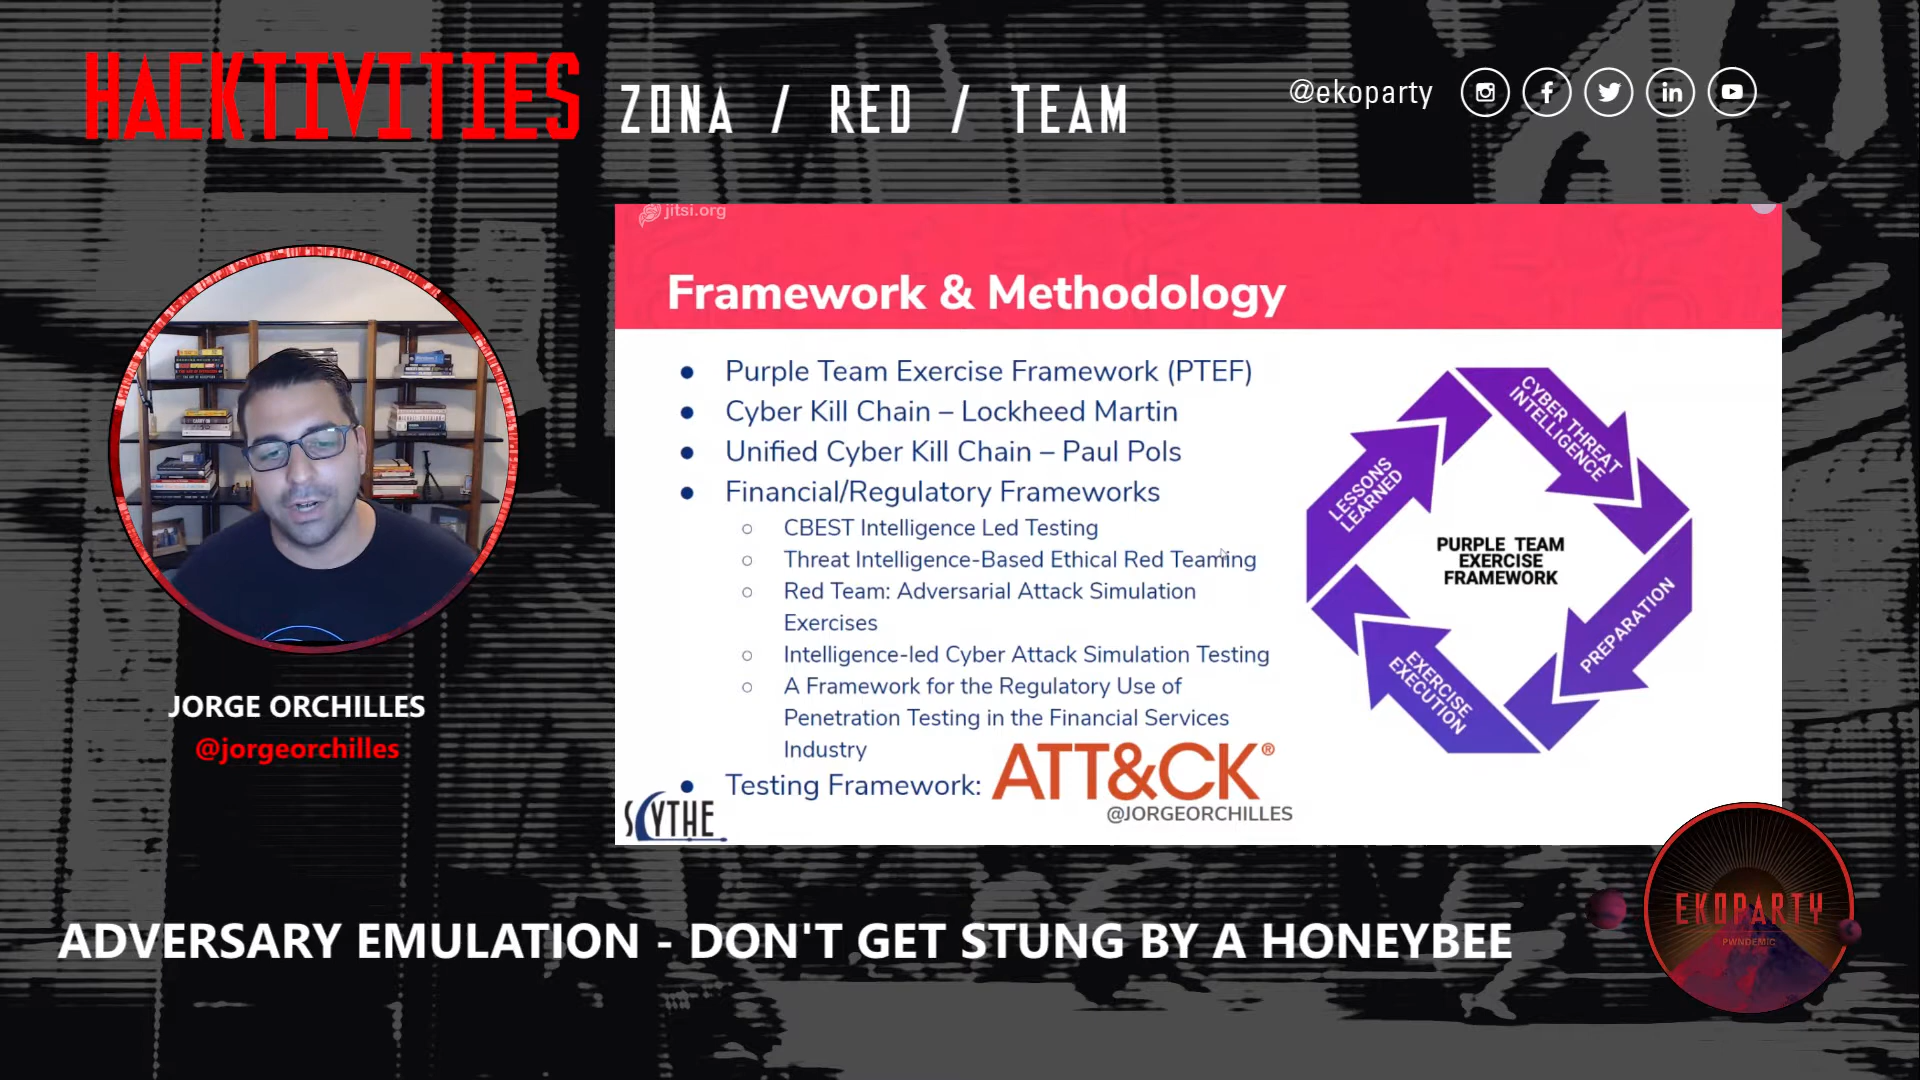 HACKTIVITIES
ZONA / RED / TEAM
@ekoparty
jitsi.org
Framework & Methodology
Purple Team Exercise Framework (PTEF)
Cyber Kill Chain – Lockheed Martin
Unified Cyber Kill Chain – Paul Pols
Financial/Regulatory Frameworks
CBEST Intelligence Led Testing
Threat Intelligence-Based Ethical Red Teaming
Red Team: Adversarial Attack Simulation
Exercises
Intelligence-led Cyber Attack Simulation Testing
A Framework for the Regulatory Use of
Penetration Testing in the Financial Services
Industry
Testing Framework: ATT&CK®
@JORGEORCHILLES
SCYTHE
CYBER THREAT
INTELLIGENCE
PREPARATION
EXERCISE
EXECUTION
LESSONS
LEARNED
PURPLE TEAM
EXERCISE
FRAMEWORK
JORGE ORCHILLES
@jorgeorchilles
ADVERSARY EMULATION - DON'T GET STUNG BY A HONEYBEE
EKOPARTY
PWNDEMIC